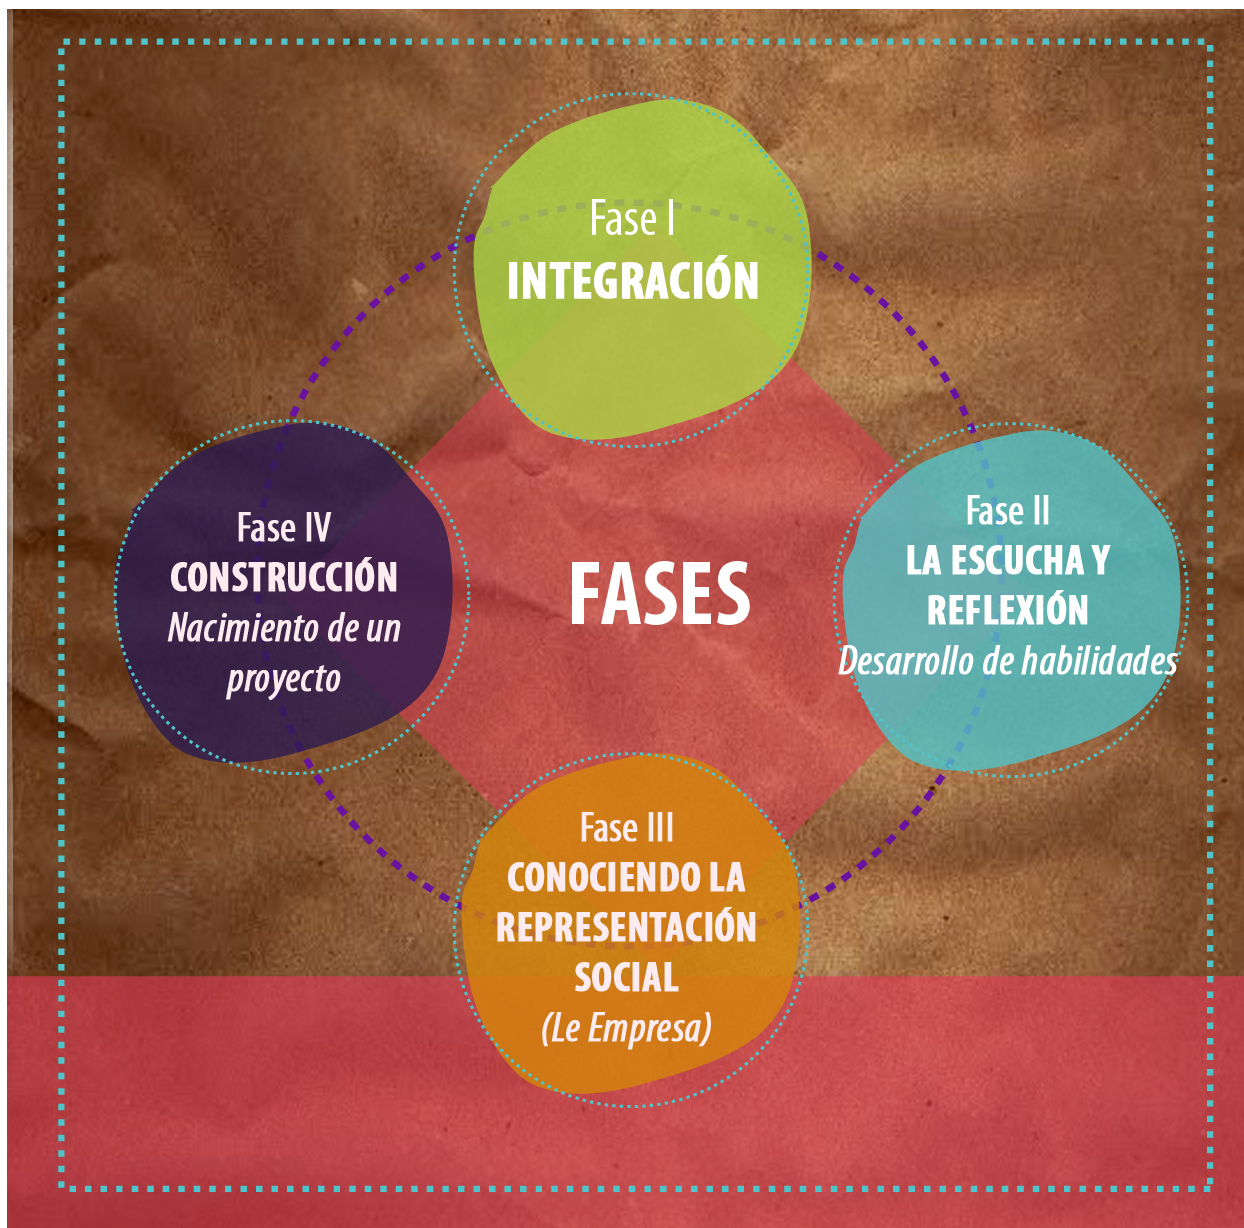 Fase I
INTEGRACIÓN
Fase II
LA ESCUCHA Y
REFLEXIÓN
Desarrollo de habilidades
FASES
Fase IV
CONSTRUCCIÓN
Nacimiento de un
proyecto
Fase III
CONOCIENDO LA
REPRESENTACIÓN
SOCIAL
(Le Empresa)